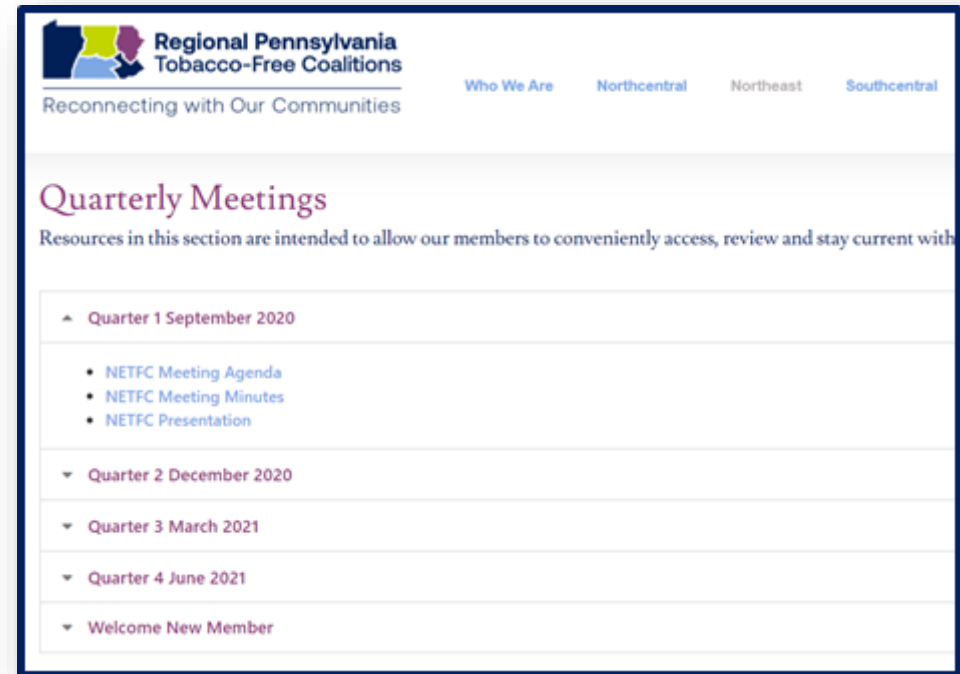 Regional Pennsylvania
Tobacco-Free Coalitions
Reconnecting with Our Communities
Who We Are Northcentral Northeast Southcentral
Quarterly Meetings
Resources in this section are intended to allow our members to conveniently access, review and stay current with
Quarter 1 September 2020
NETFC Meeting Agenda
NETFC Meeting Minutes
NETFC Presentation
Quarter 2 December 2020
Quarter 3 March 2021
Quarter 4 June 2021
Welcome New Member